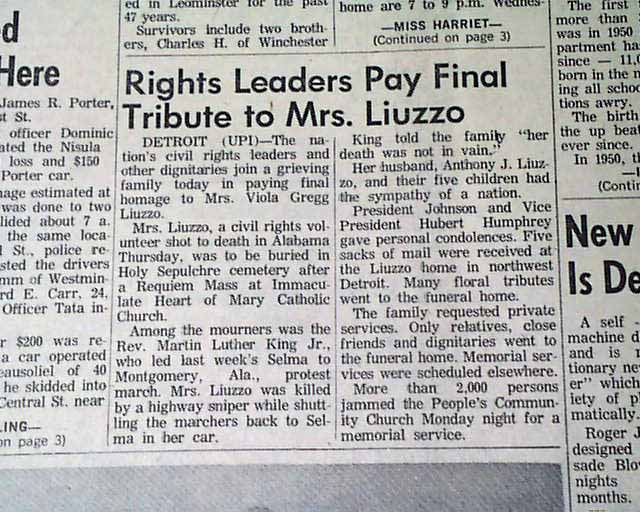 ed in Leominster for the past
47 years.
Survivors include two broth-
ers, Charles H. of Winchester
home are 7 to 9 p.m. Wednes-
—MISS HARRIET—
(Continued on page 3)
Rights Leaders Pay Final
Tribute to Mrs. Liuzzo
DETROIT (UPI)—The na-
tion's civil rights leaders and
other dignitaries join a grieving
family today in paying final
homage to Mrs. Viola Gregg
Liuzzo.
Mrs. Liuzzo, a civil rights vol-
unteer shot to death in Alabama
Thursday, was to be buried in
Holy Sepulchre cemetery after
a Requiem Mass at Immacu-
late Heart of Mary Catholic
Church.
Among the mourners was the
Rev. Martin Luther King Jr.,
who led last week's Selma to
Montgomery, Ala., protest
march. Mrs. Liuzzo was killed
by a highway sniper while shutt-
ling the marchers back to Sel-
ma in her car.
King told the family "her
death was not in vain."
Her husband, Anthony J. Liuz-
zo, and their five children had
the sympathy of a nation.
President Johnson and Vice
President Hubert Humphrey
gave personal condolences. Five
sacks of mail were received at
the Liuzzo home in northwest
Detroit. Many floral tributes
went to the funeral home.
The family requested private
services. Only relatives, close
friends and dignitaries went to
the funeral home. Memorial ser-
vices were scheduled elsewhere.
More than 2,000 persons
jammed the People's Commun-
ity Church Monday night for a
memorial service.
d
Here
James R. Porter,
st St.
officer Dominic
ated the Nisula
loss and $150
Porter car.
nage estimated at
was done to two
lided about 7 a.
the same loca-
l St., police re-
sted the drivers
mm of Westmin-
rd E. Carr, 24,
Officer Tata in-
r $200 was re-
a car operated
eausoliel of 40
he skidded into
Central St. near
LING—
on page 3)
The first
more than
was in 1950
partment ha
since — 11,0
born in the n
ing all schoo
tions awry.
The birth
the up beat
ever since.
In 1950, t
(Conti
New
Is De
A self -
machine d
and is
tionary ne
er" which
iety of pl
matically.
Roger J
designed
sade Blo
nights
months.